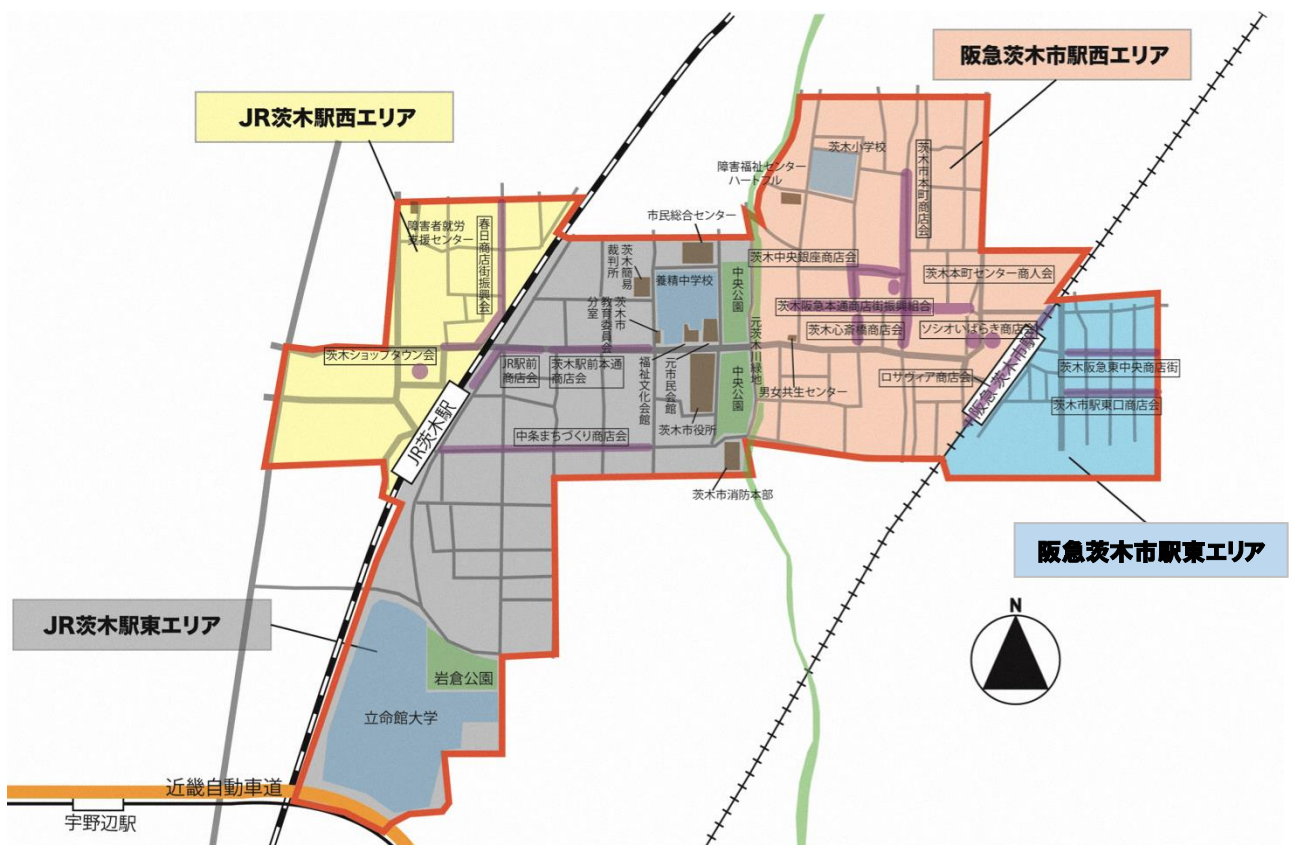 阪急茨木市駅西エリア
JR茨木駅西エリア
茨木小学校
障害福祉センター
ハートフル
茨木市本町商店会
市民総合センター
障害者就労
支援センター
春日商店街振興会
茨木簡易
裁判所
養精中学校
中央公園
茨木中央銀座商店会
茨木本町センター商人会
茨木市
教育委員会
分室
元茨木川緑地
茨木阪急本通商店街振興組合
茨木心斎橋商店会
ソシオいばらき商店会
茨木ショップタウン会
JR駅前
商店会
茨木駅前本通
商店会
福祉文化会館
元市民会館
中央公園
男女共生センター
ロサヴィア商店会
阪急茨木市駅
茨木阪急東中央商店街
茨木市駅東口商店会
JR茨木駅
中条まちづくり商店会
茨木市役所
茨木市消防本部
阪急茨木市駅東エリア
JR茨木駅東エリア
N
岩倉公園
立命館大学
近畿自動車道
宇野辺駅